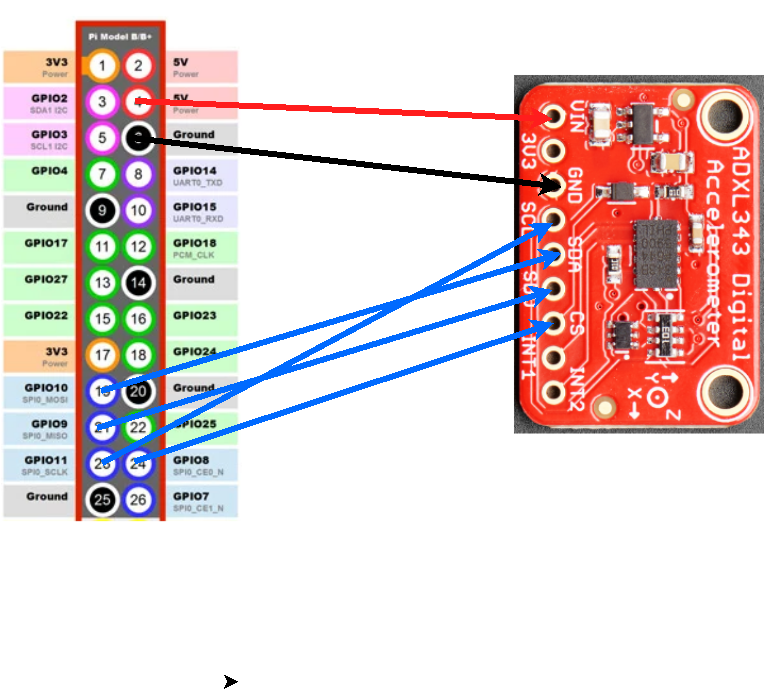 Pi Model B/B+
3V3
Power
1
2
5V
Power
GPIO2
SDA1 I2C
3
5V
Power
GPIO3
SCL1 I2C
5
Ground
GPIO4
7
8
GPIO14
UART0_TXD
Ground
9
10
GPIO15
UART0_RXD
GPIO17
11
12
GPIO18
PCM_CLK
GPIO27
13
14
Ground
GPIO22
15
16
GPIO23
3V3
Power
17
18
GPIO24
GPIO10
SPI0_MOSI
19
20
Ground
GPIO9
SPI0_MISO
21
22
GPIO25
GPIO11
SPI0_SCLK
23
24
GPIO8
SPI0_CE0_N
Ground
25
26
GPIO7
SPI0_CE1_N
VIN
3V3
GND
SCL
SDA
SDO
CS
INT1
INT2
ADXL343 Digital
Accelerometer
X
Y
Z